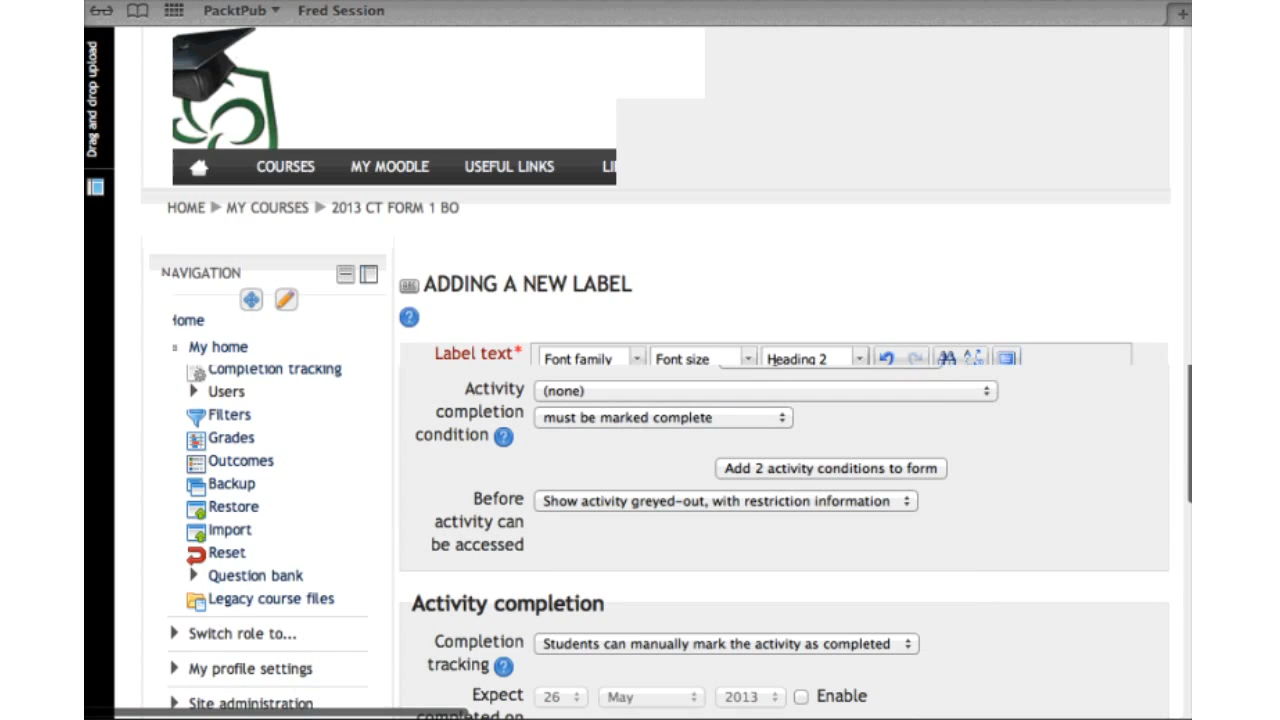 PacktPub Fred Session
Drag and drop upload
COURSES MY MOODLE USEFUL LINKS LI
HOME MY COURSES 2013 CT FORM 1 BO
NAVIGATION
Home
My home
Completion tracking
Users
Filters
Grades
Outcomes
Backup
Restore
Import
Reset
Question bank
Legacy course files
Switch role to...
My profile settings
Site administration
ADDING A NEW LABEL
Label text* Font family Font size Heading 2
Activity completion condition (none)
must be marked complete
Add 2 activity conditions to form
Before activity can be accessed Show activity greyed-out, with restriction information
Activity completion
Completion tracking Students can manually mark the activity as completed
Expect completed on 26 May 2013 Enable